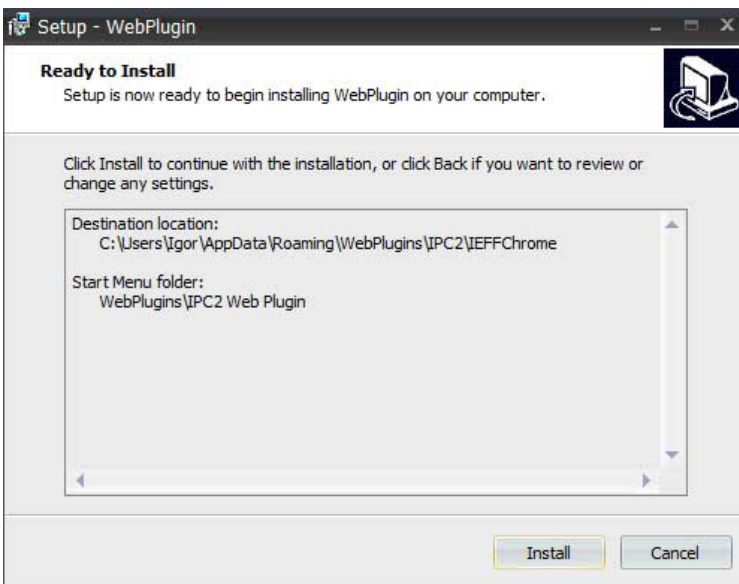 Setup - WebPlugin
Ready to Install
Setup is now ready to begin installing WebPlugin on your computer.
Click Install to continue with the installation, or click Back if you want to review or
change any settings.
Destination location:
C:\Users\Igor\AppData\Roaming\WebPlugins\IPC2\IEFFChrome
Start Menu folder:
WebPlugins\IPC2 Web Plugin
Install
Cancel